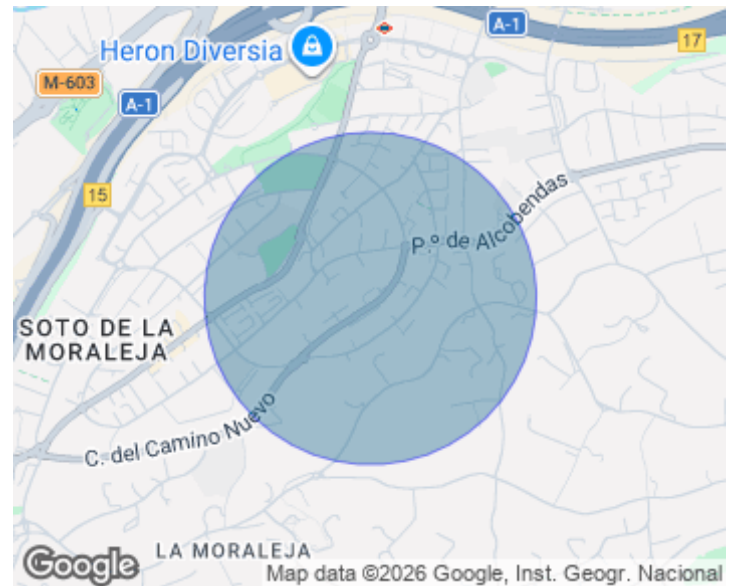 A-1
17
Heron Diversia
M-603
A-1
15
P.º de Alcobendas
SOTO DE LA
MORALEJA
C. del Camino Nuevo
LA MORALEJA
Google
Map data ©2026 Google, Inst. Geogr. Nacional